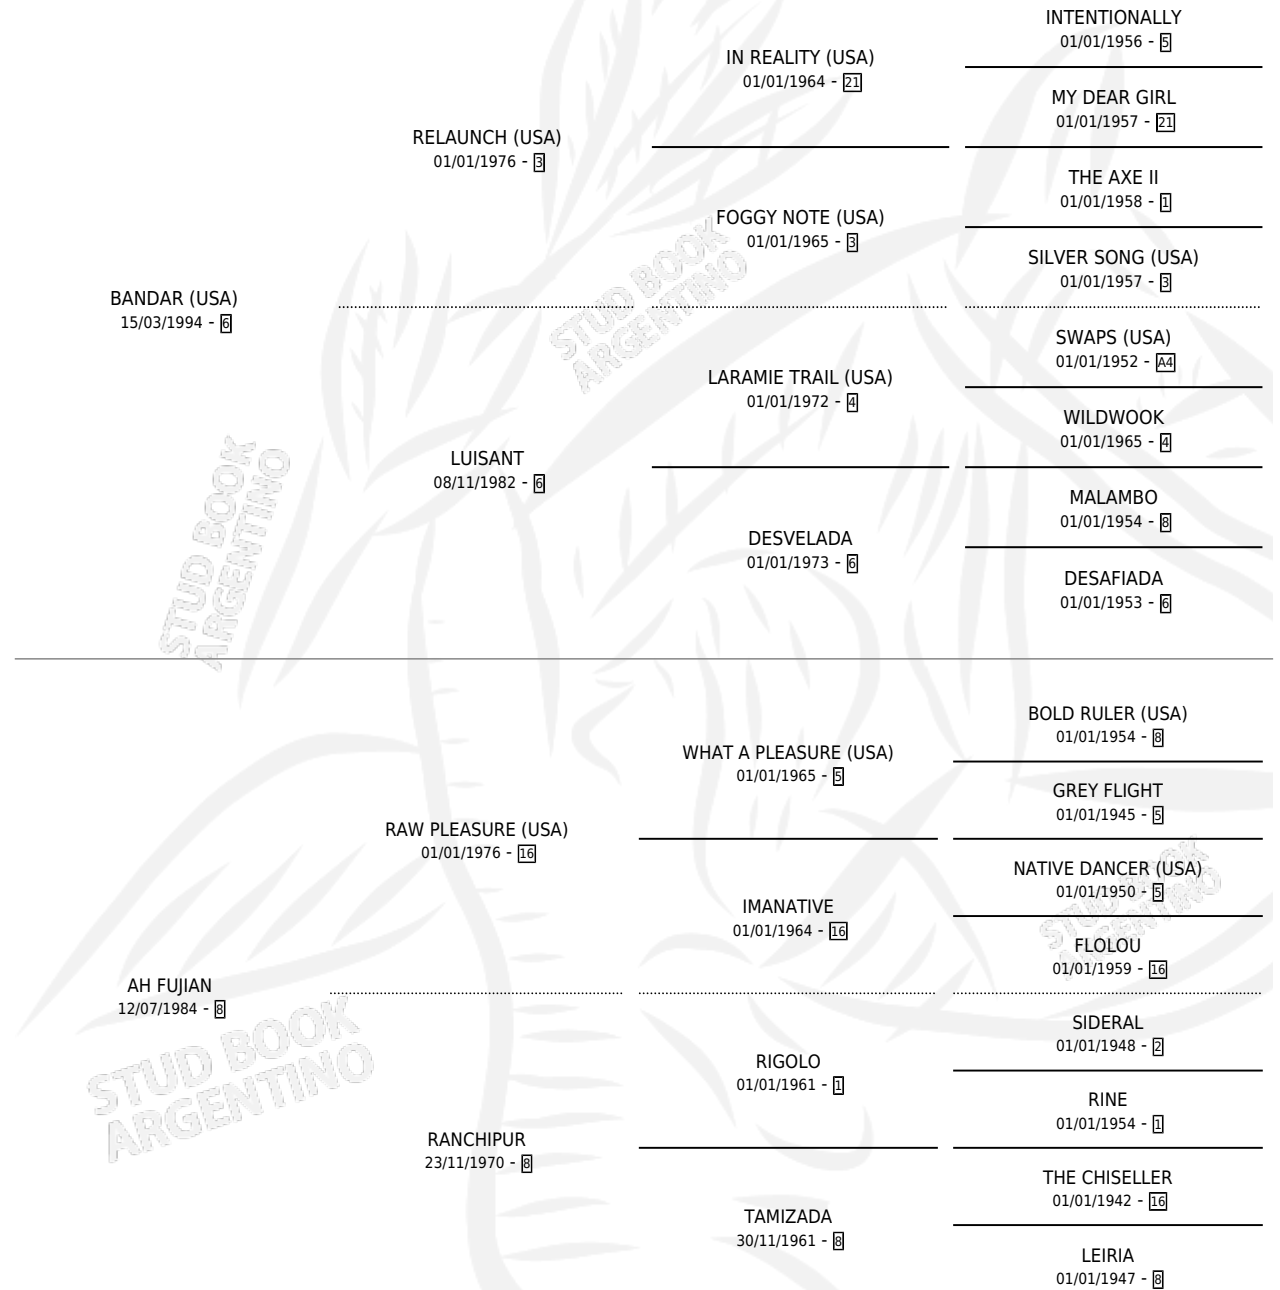 INTENTIONALLY
01/01/1956 - 5
IN REALITY (USA)
01/01/1964 - 21
MY DEAR GIRL
01/01/1957 - 21
RELAUNCH (USA)
01/01/1976 - 3
THE AXE II
01/01/1958 - 1
FOGGY NOTE (USA)
01/01/1965 - 3
SILVER SONG (USA)
01/01/1957 - 3
BANDAR (USA)
15/03/1994 - 6
SWAPS (USA)
01/01/1952 - A4
LARAMIE TRAIL (USA)
01/01/1972 - 4
WILDWOOK
01/01/1965 - 4
LUISANT
08/11/1982 - 6
MALAMBO
01/01/1954 - 8
DESVELADA
01/01/1973 - 6
DESAFIADA
01/01/1953 - 6
STUD BOOK
ARGENTINO
STUD BOOK
ARGENTINO
BOLD RULER (USA)
01/01/1954 - 8
WHAT A PLEASURE (USA)
01/01/1965 - 5
GREY FLIGHT
01/01/1945 - 5
RAW PLEASURE (USA)
01/01/1976 - 16
NATIVE DANCER (USA)
01/01/1950 - 5
IMANATIVE
01/01/1964 - 16
FLOLOU
01/01/1959 - 16
STUD BOOK
ARGENTINO
AH FUJIAN
12/07/1984 - 8
SIDERAL
01/01/1948 - 2
RIGOLO
01/01/1961 - 1
RINE
01/01/1954 - 1
STUD BOOK
ARGENTINO
RANCHIPUR
23/11/1970 - 8
THE CHISELLER
01/01/1942 - 16
TAMIZADA
30/11/1961 - 8
LEIRIA
01/01/1947 - 8